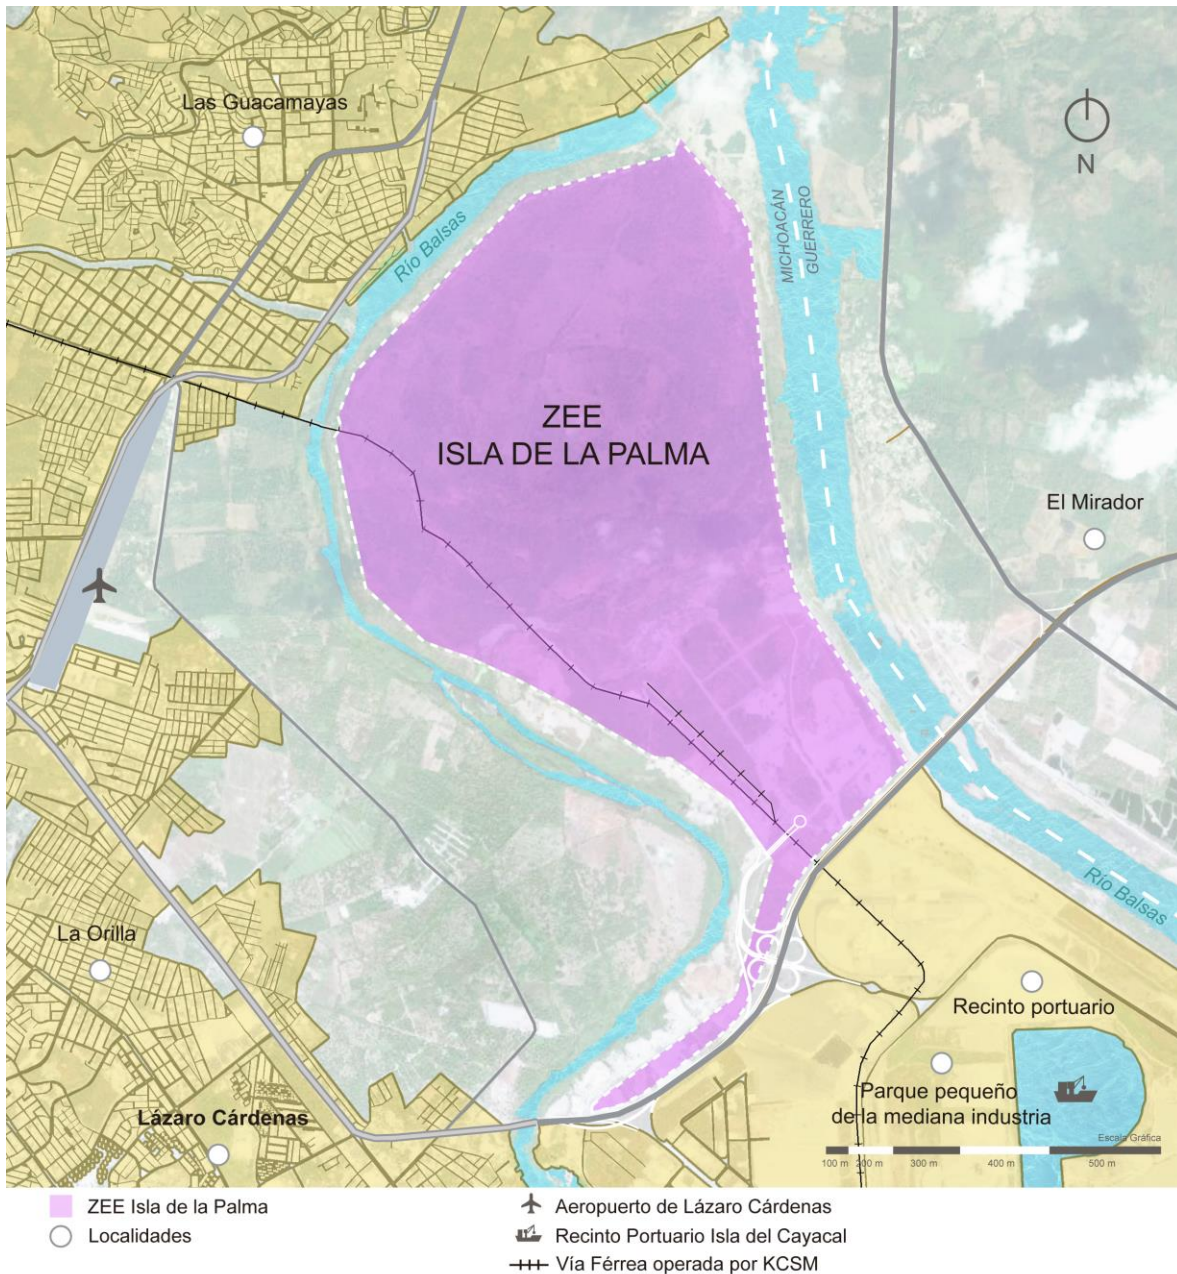 Las Guacamayas
N
Río Balsas
MICHOACÁN
GUERRERO
ZEE
ISLA DE LA PALMA
El Mirador
Río Balsas
La Orilla
Recinto portuario
Parque pequeño
de la mediana industria
Lázaro Cárdenas
Escala Gráfica
100 m 200 m 300 m 400 m 500 m
ZEE Isla de la Palma
Localidades
Aeropuerto de Lázaro Cárdenas
Recinto Portuario Isla del Cayacal
Vía Férrea operada por KCSM